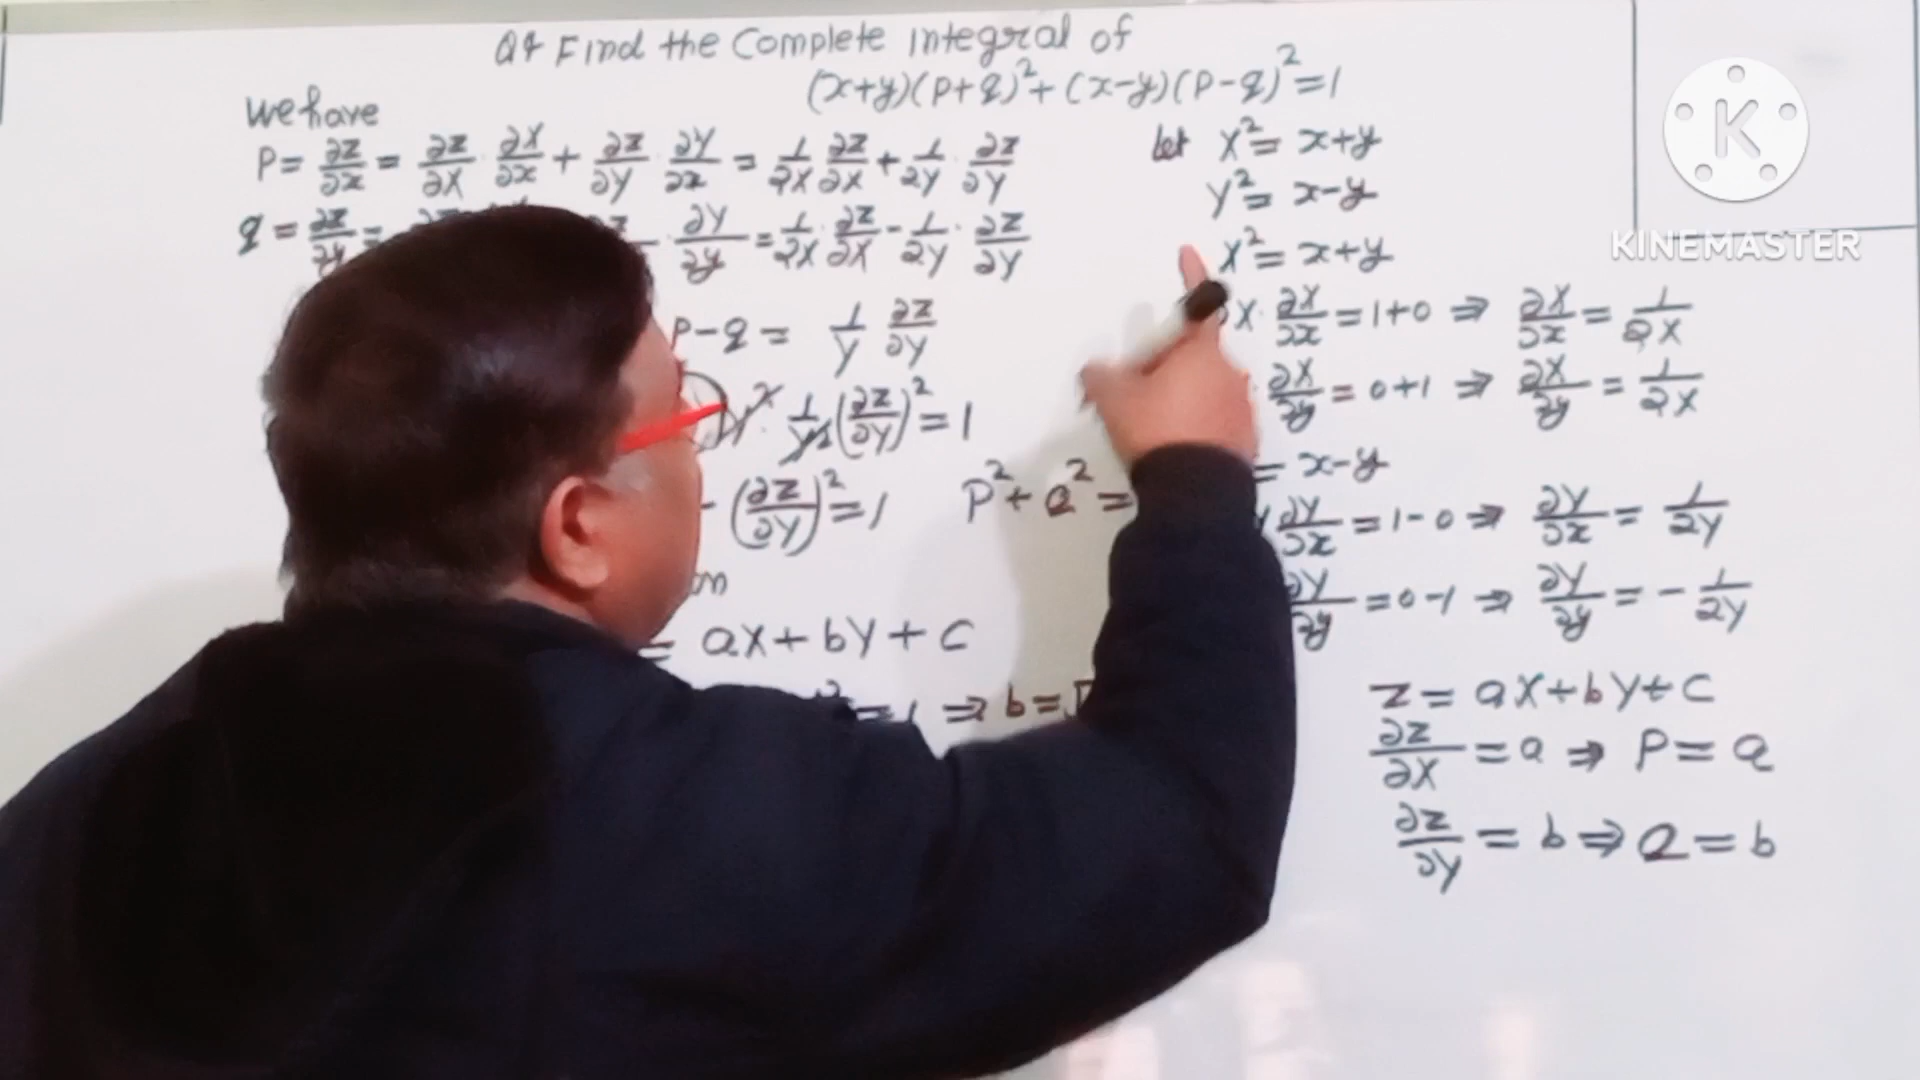 Q4 Find the Complete integral of
(x+y)(p+q)²+(x-y)(p-q)²=1
we have
p = ∂z/∂x = ∂z/∂X · ∂X/∂x + ∂z/∂Y · ∂Y/∂x = 1/2X ∂z/∂X + 1/2Y · ∂z/∂Y
q = ∂z/∂y = · ∂Y/∂y = 1/2X · ∂z/∂X - 1/2Y · ∂z/∂Y
p-q = 1/Y ∂z/∂Y
1/Y² (∂z/∂Y)² = 1
(∂z/∂Y)² = 1 P² + Q² =
= aX + bY + C
= 1 ⇒ b =
let X² = x+y
Y² = x-y
X² = x+y
X · ∂X/∂x = 1+0 ⇒ ∂X/∂x = 1/2X
∂X/∂y = 0+1 ⇒ ∂X/∂y = 1/2X
= x-y
∂Y/∂x = 1-0 ⇒ ∂Y/∂x = 1/2Y
∂Y/∂y = 0-1 ⇒ ∂Y/∂y = - 1/2Y
z = aX+bY+C
∂z/∂X = a ⇒ P = a
∂z/∂Y = b ⇒ Q = b
K
KINEMASTER